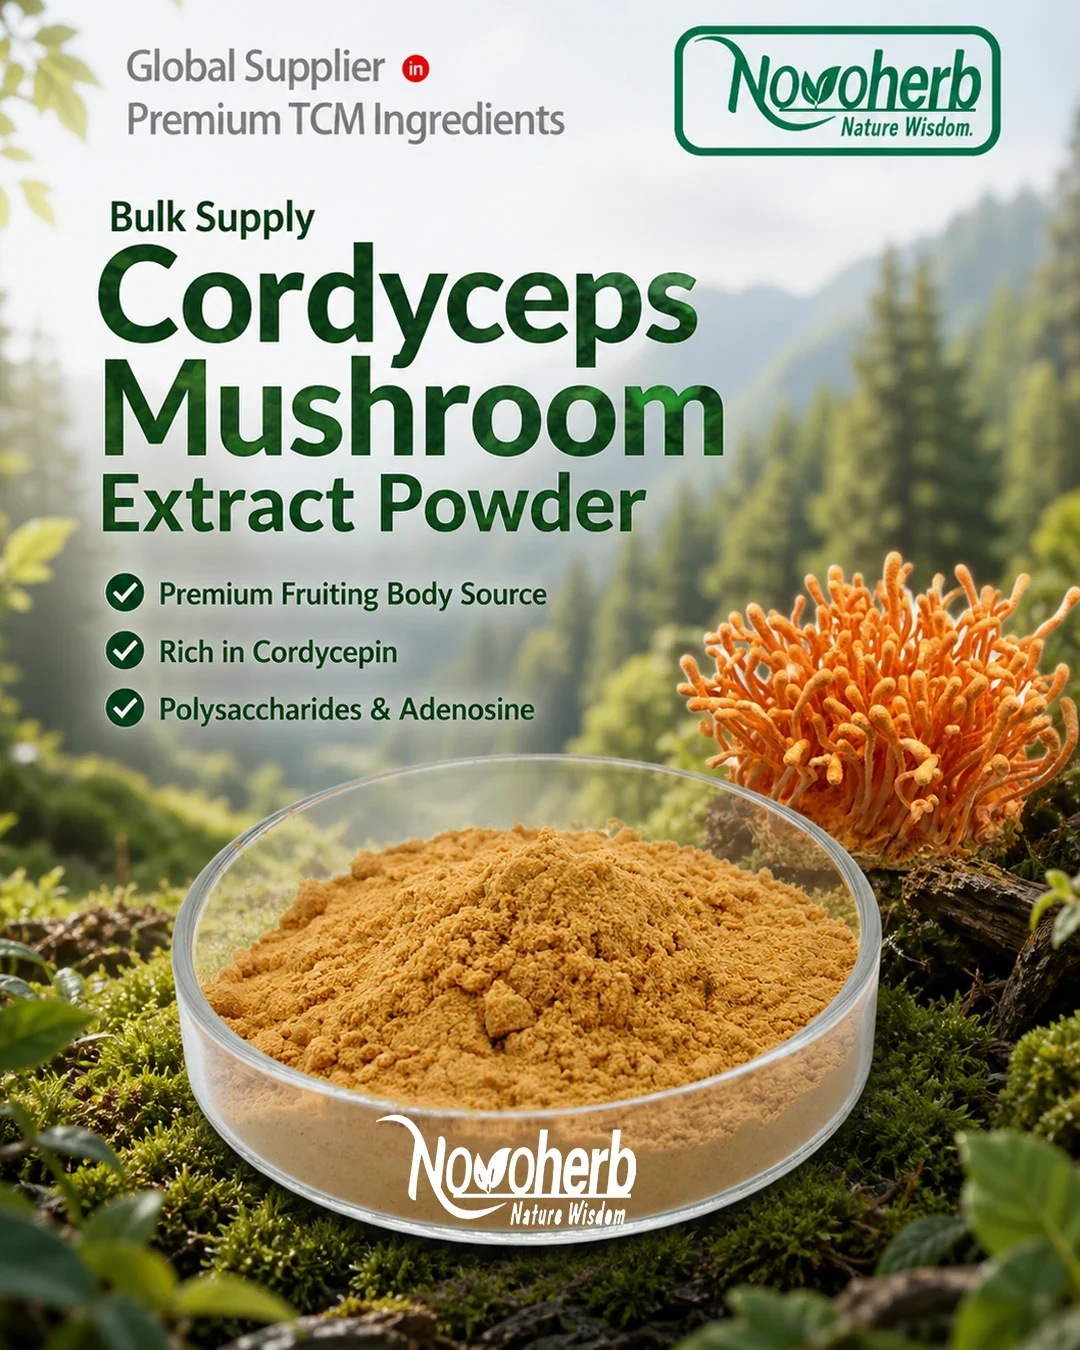 Global Supplier in
Premium TCM Ingredients
Novoherb
Nature Wisdom.
Bulk Supply
Cordyceps
Mushroom
Extract Powder
Premium Fruiting Body Source
Rich in Cordycepin
Polysaccharides & Adenosine
Novoherb
Nature Wisdom